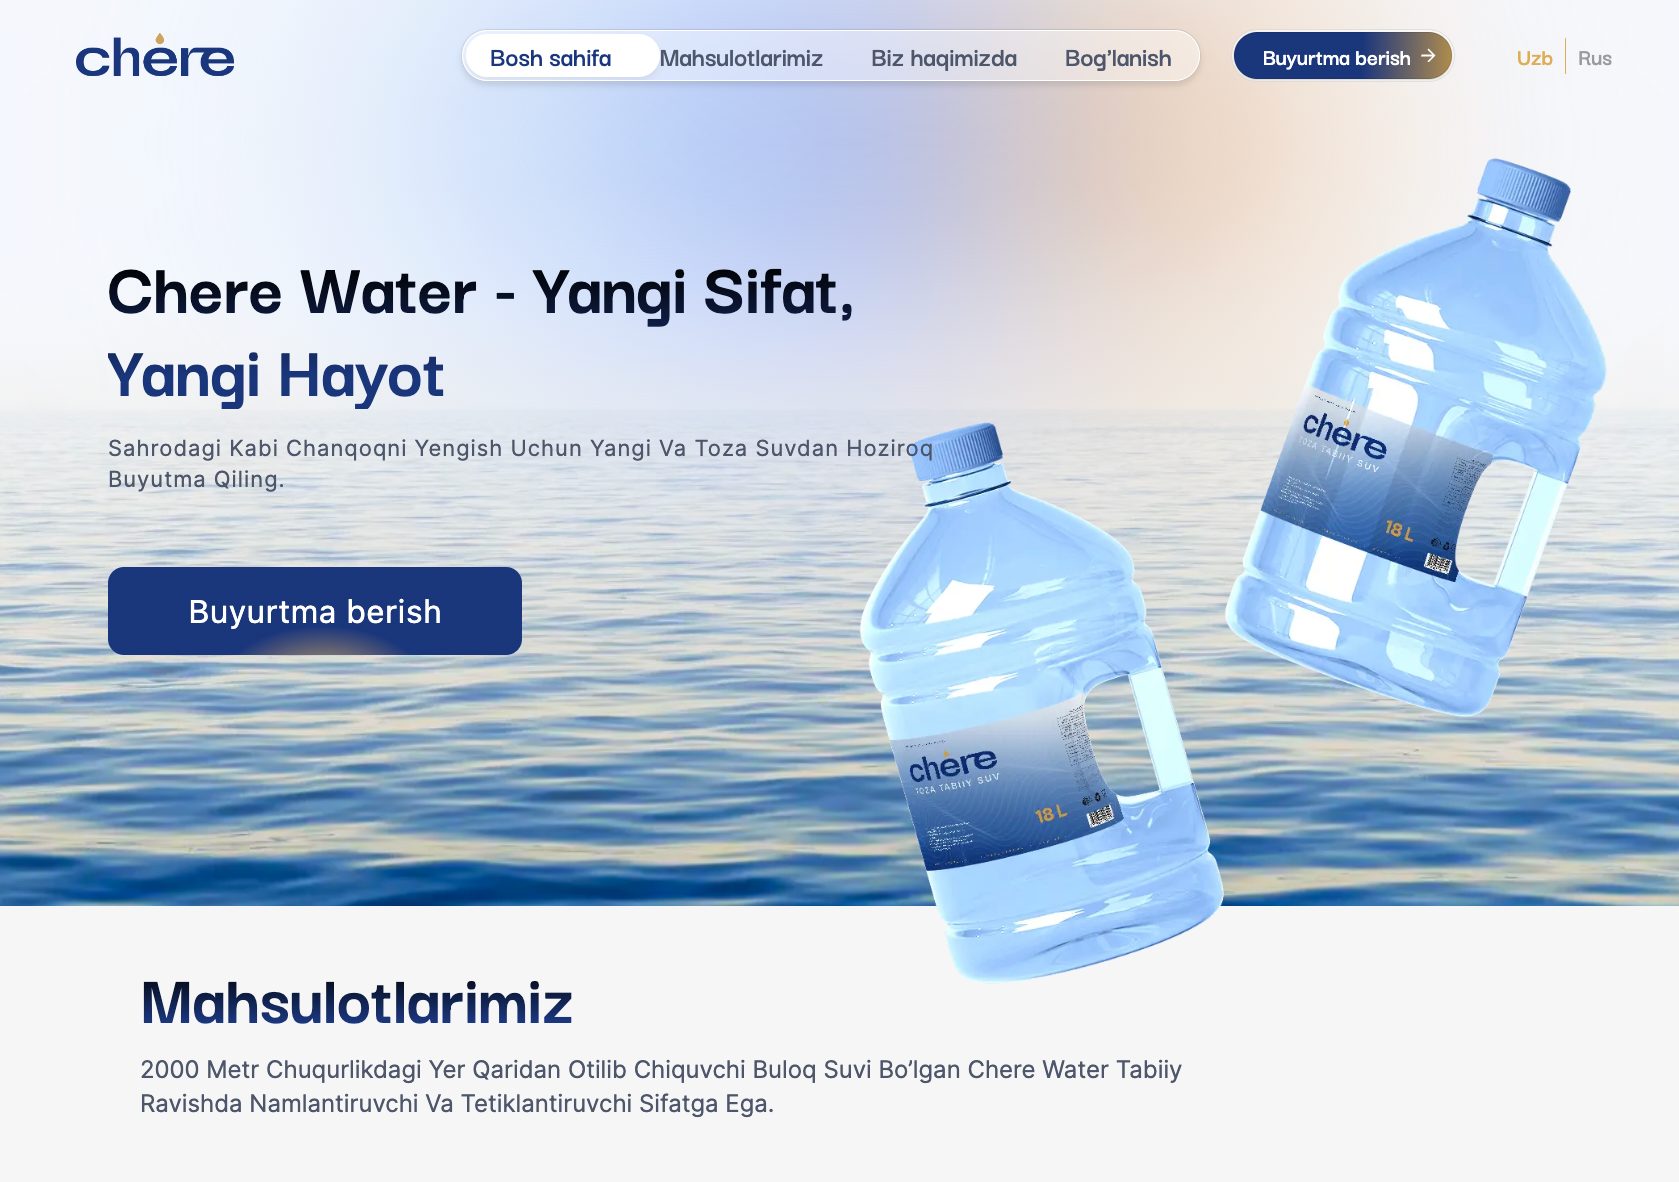 chere
Bosh sahifa
Mahsulotlarimiz
Biz haqimizda
Bog’lanish
Buyurtma berish →
Uzb
Rus
Chere Water - Yangi Sifat,
Yangi Hayot
Sahrodagi Kabi Chanqoqni Yengish Uchun Yangi Va Toza Suvdan Hoziroq
Buyutma Qiling.
Buyurtma berish
chere
TOZA TABIIY SUV
18 L
chere
TOZA TABIIY SUV
18 L
Mahsulotlarimiz
2000 Metr Chuqurlikdagi Yer Qaridan Otilib Chiquvchi Buloq Suvi Bo’lgan Chere Water Tabiiy
Ravishda Namlantiruvchi Va Tetiklantiruvchi Sifatga Ega.